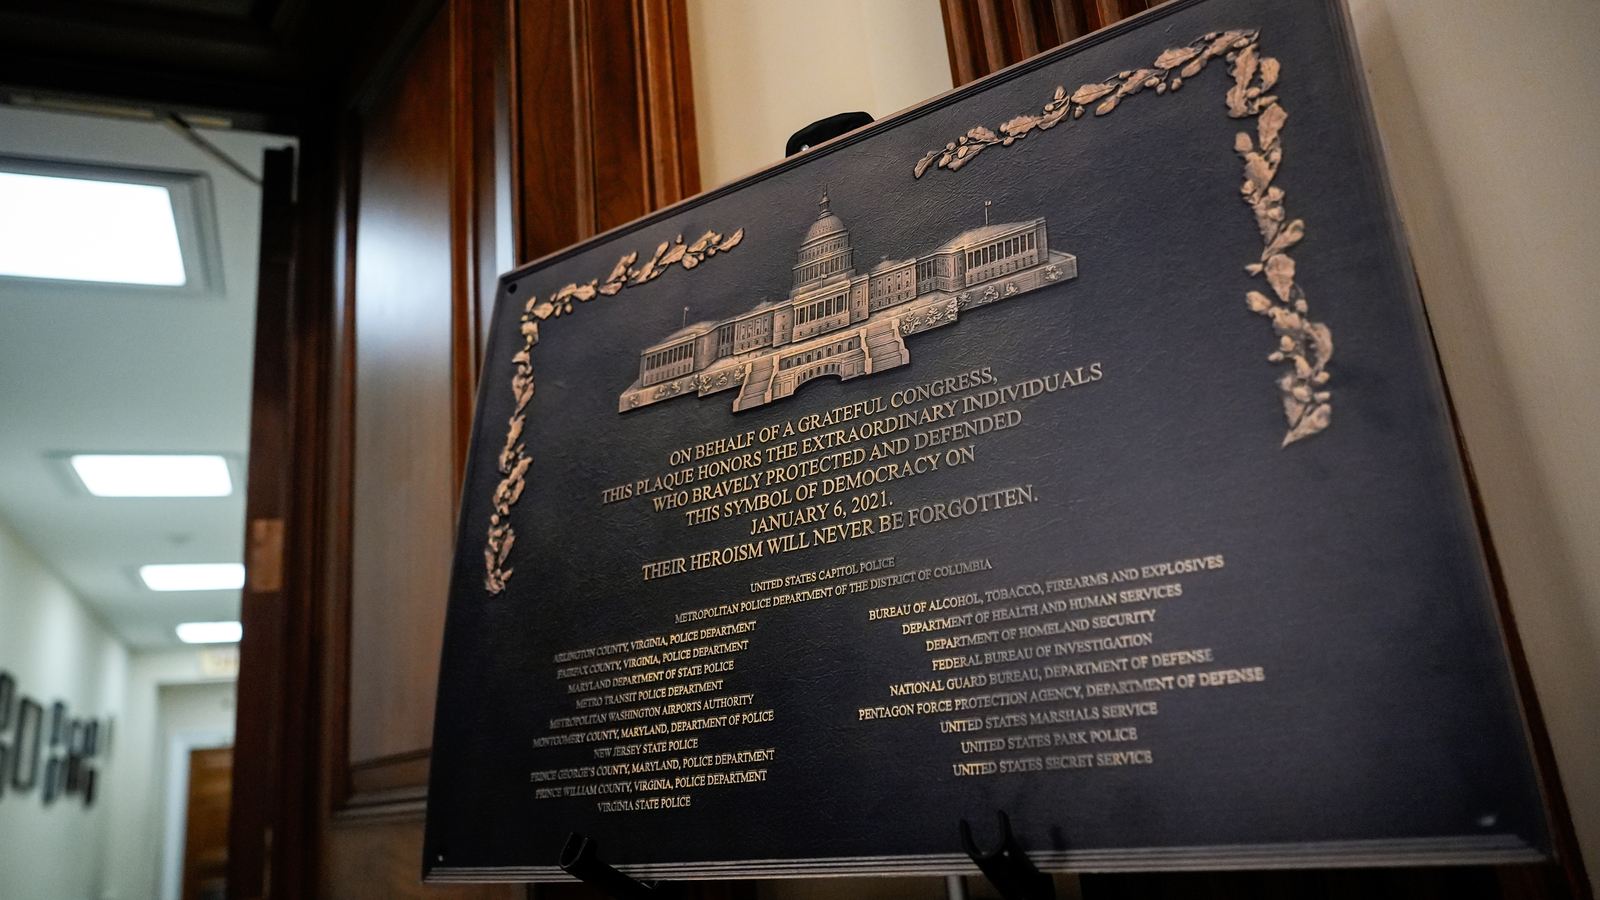 ON BEHALF OF A GRATEFUL CONGRESS,
THIS PLAQUE HONORS THE EXTRAORDINARY INDIVIDUALS
WHO BRAVELY PROTECTED AND DEFENDED
THIS SYMBOL OF DEMOCRACY ON
JANUARY 6, 2021.
THEIR HEROISM WILL NEVER BE FORGOTTEN.
UNITED STATES CAPITOL POLICE
METROPOLITAN POLICE DEPARTMENT OF THE DISTRICT OF COLUMBIA
ARLINGTON COUNTY, VIRGINIA, POLICE DEPARTMENT
FAIRFAX COUNTY, VIRGINIA, POLICE DEPARTMENT
MARYLAND DEPARTMENT OF STATE POLICE
METRO TRANSIT POLICE DEPARTMENT
METROPOLITAN WASHINGTON AIRPORTS AUTHORITY
MONTGOMERY COUNTY, MARYLAND, DEPARTMENT OF POLICE
NEW JERSEY STATE POLICE
PRINCE GEORGE'S COUNTY, MARYLAND, POLICE DEPARTMENT
PRINCE WILLIAM COUNTY, VIRGINIA, POLICE DEPARTMENT
VIRGINIA STATE POLICE
BUREAU OF ALCOHOL, TOBACCO, FIREARMS AND EXPLOSIVES
DEPARTMENT OF HEALTH AND HUMAN SERVICES
DEPARTMENT OF HOMELAND SECURITY
FEDERAL BUREAU OF INVESTIGATION
NATIONAL GUARD BUREAU, DEPARTMENT OF DEFENSE
PENTAGON FORCE PROTECTION AGENCY, DEPARTMENT OF DEFENSE
UNITED STATES MARSHALS SERVICE
UNITED STATES PARK POLICE
UNITED STATES SECRET SERVICE